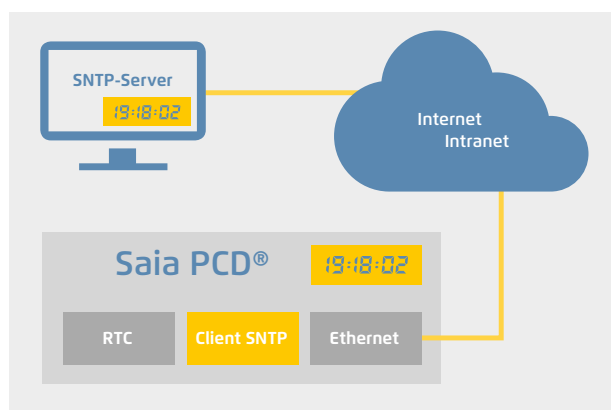 SNTP-Server
19:18:02
Internet
Intranet
Saia PCD®
19:18:02
RTC
Client SNTP
Ethernet